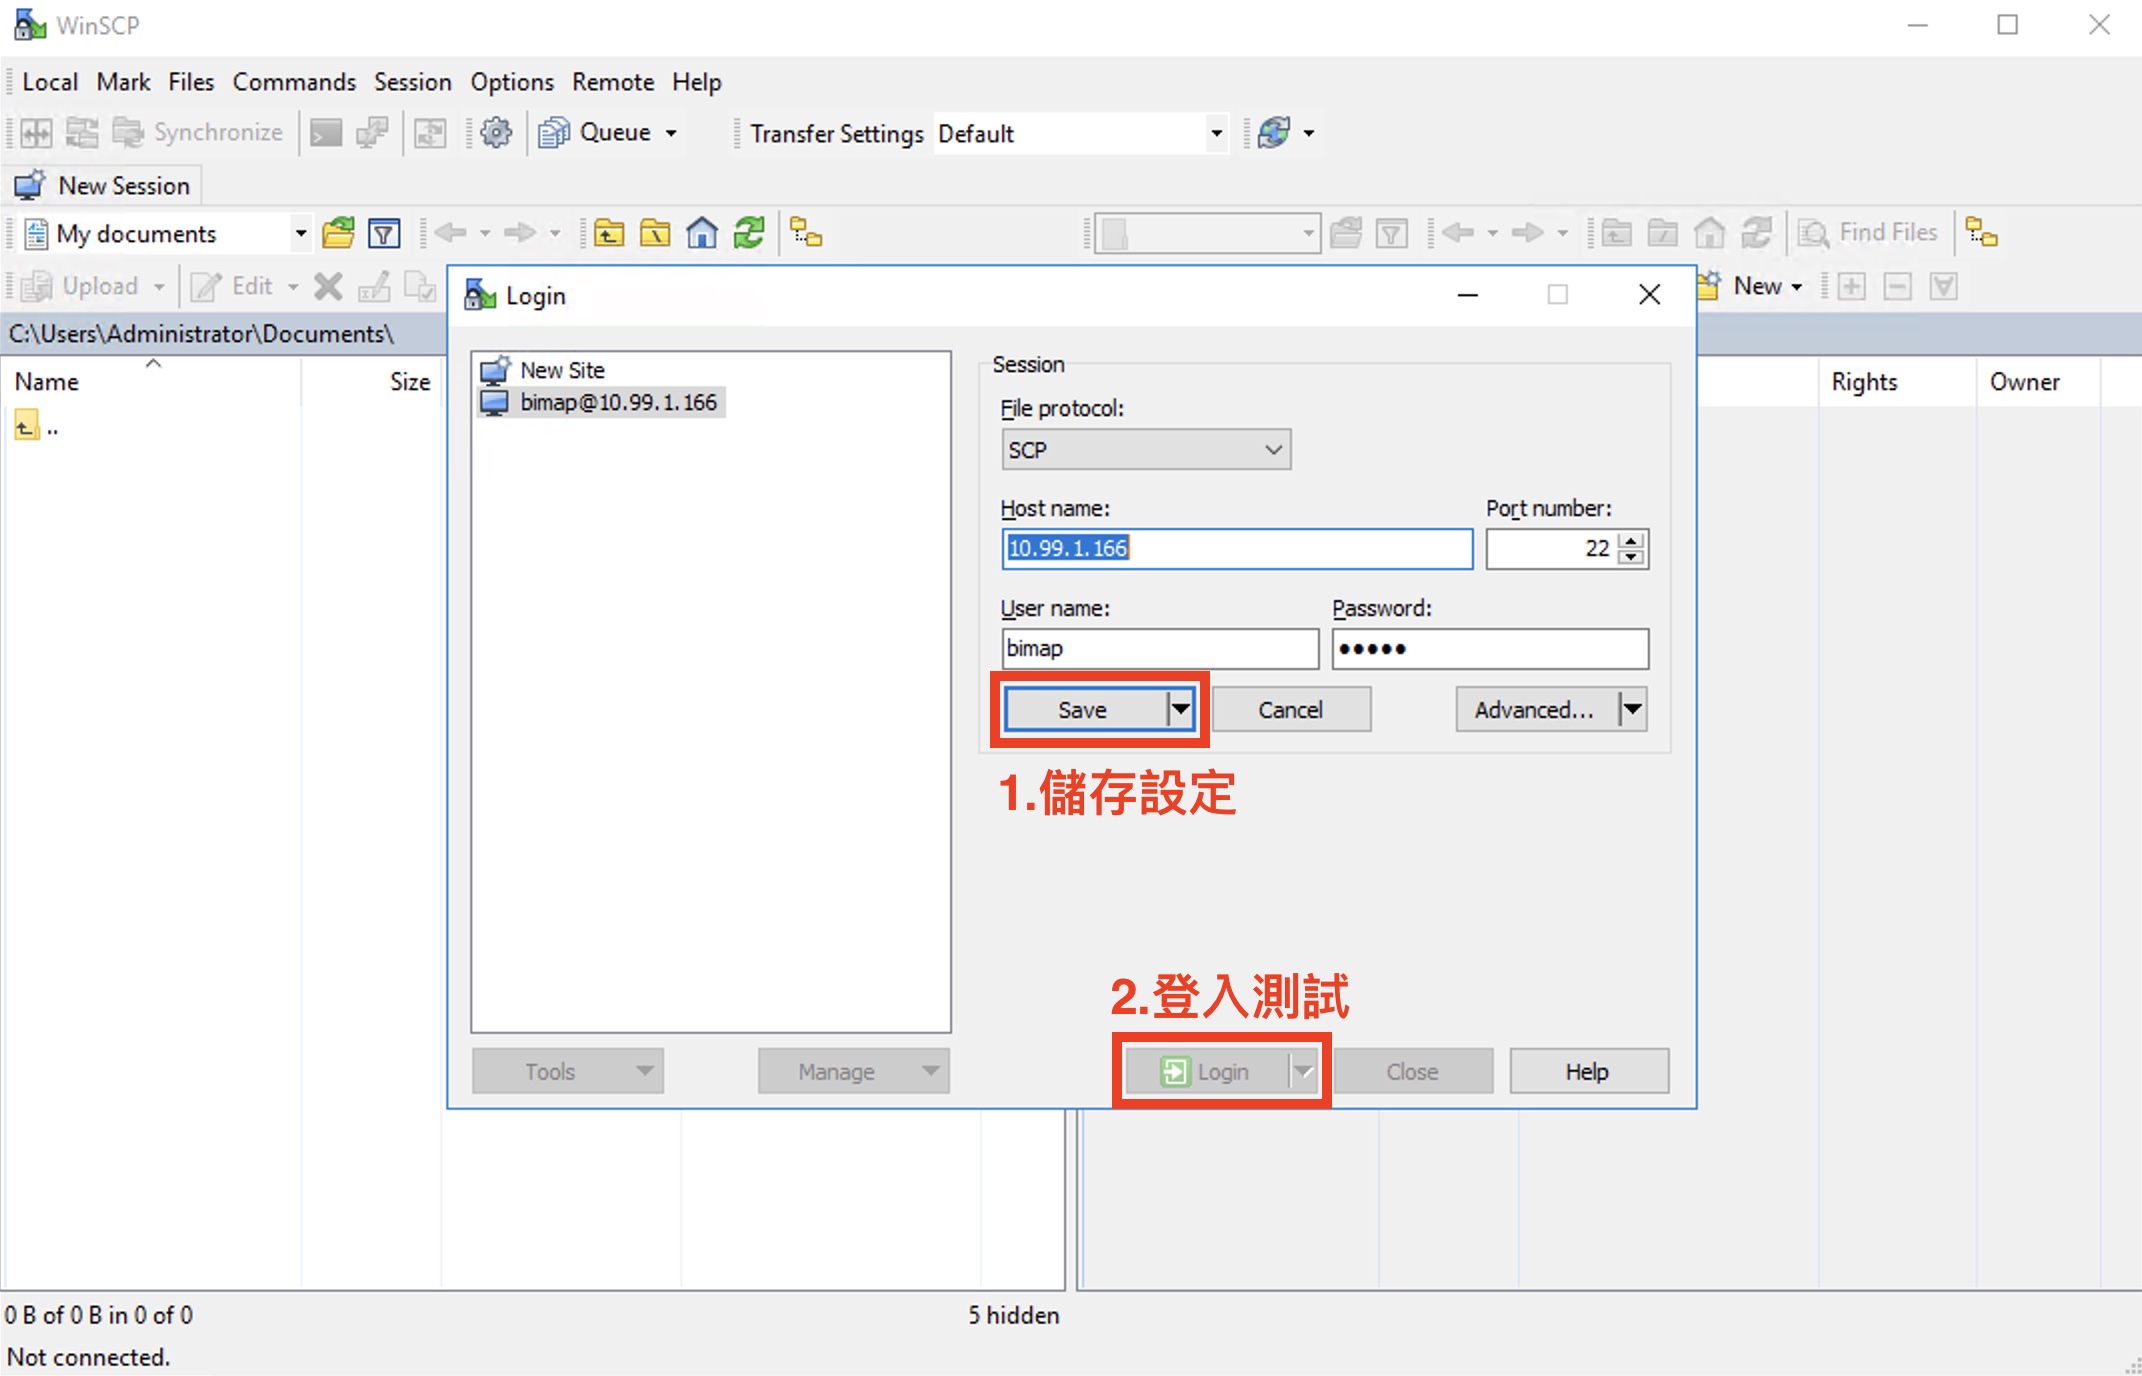 WinSCP
Local Mark Files Commands Session Options Remote Help
Synchronize Queue Transfer Settings Default
New Session
My documents Find Files
Upload Edit New
C:\Users\Administrator\Documents\
Name Size Rights Owner
..
Login
New Site
bimap@10.99.1.166
Session
File protocol:
SCP
Host name: Port number:
10.99.1.166 22
User name: Password:
bimap •••••
Save Cancel Advanced...
1.儲存設定
2.登入測試
Tools Manage Login Close Help
0 B of 0 B in 0 of 0 5 hidden
Not connected.